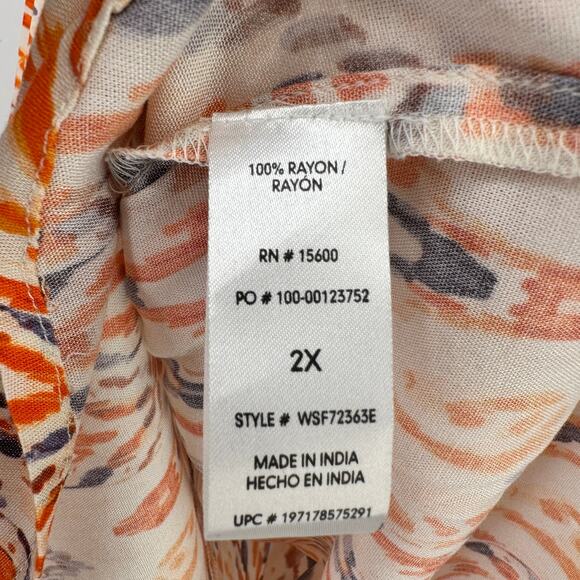 100% RAYON /
RAYÓN
RN # 15600
PO # 100-00123752
2X
STYLE # WSF72363E
MADE IN INDIA
HECHO EN INDIA
UPC # 197178575291